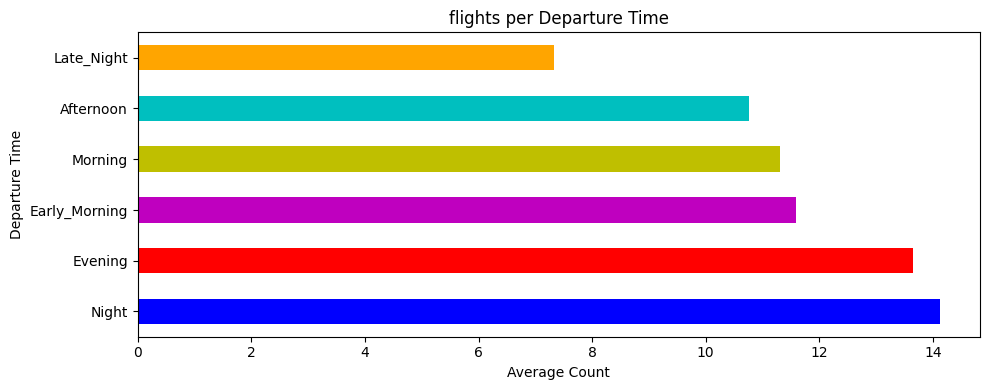 flights per Departure Time
Late_Night
Afternoon
Morning
Early_Morning
Evening
Night
Departure Time
0 2 4 6 8 10 12 14
Average Count